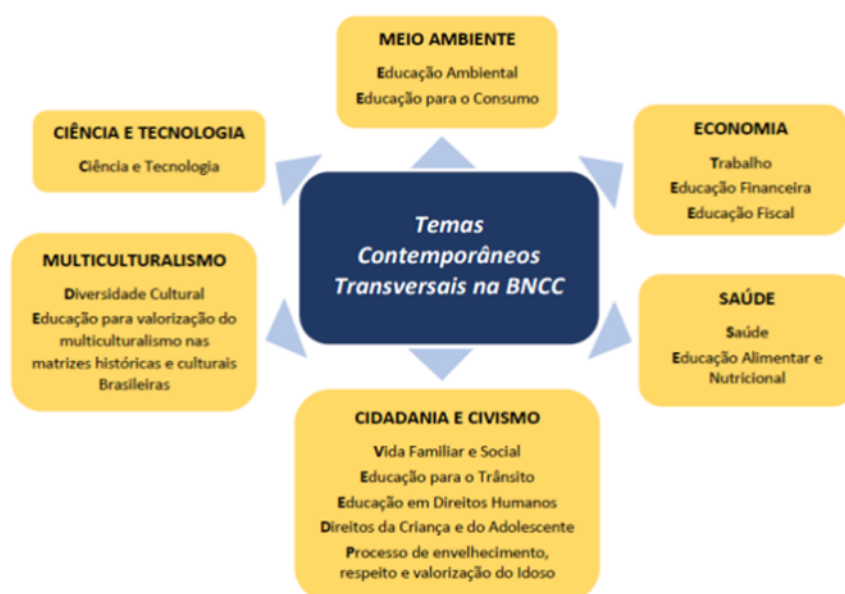 MEIO AMBIENTE
Educação Ambiental
Educação para o Consumo
CIÊNCIA E TECNOLOGIA
Ciência e Tecnologia
ECONOMIA
Trabalho
Educação Financeira
Educação Fiscal
Temas
Contemporâneos
Transversais na BNCC
MULTICULTURALISMO
Diversidade Cultural
Educação para valorização do
multiculturalismo nas
matrizes históricas e culturais
Brasileiras
SAÚDE
Saúde
Educação Alimentar e
Nutricional
CIDADANIA E CIVISMO
Vida Familiar e Social
Educação para o Trânsito
Educação em Direitos Humanos
Direitos da Criança e do Adolescente
Processo de envelhecimento,
respeito e valorização do Idoso